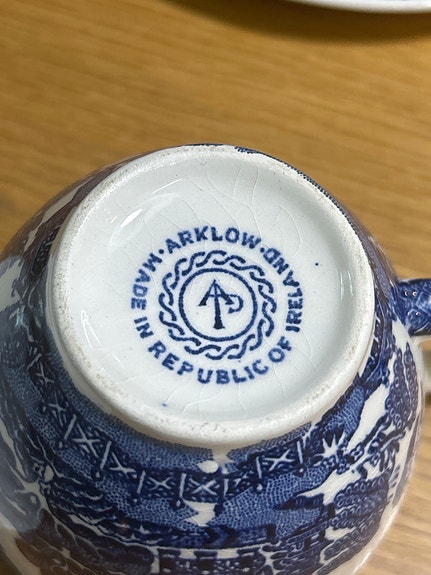 · ARKLOW ·
MADE IN REPUBLIC OF IRELAND
AP